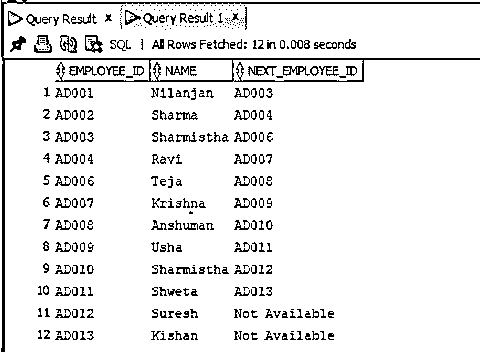 Query Result x Query Result 1 x
SQL | All Rows Fetched: 12 in 0.008 seconds
EMPLOYEE_ID NAME NEXT_EMPLOYEE_ID
1 AD001 Nilanjan AD003
2 AD002 Sharma AD004
3 AD003 Sharmistha AD006
4 AD004 Ravi AD007
5 AD006 Teja AD008
6 AD007 Krishna AD009
7 AD008 Anshuman AD010
8 AD009 Usha AD011
9 AD010 Sharmistha AD012
10 AD011 Shweta AD013
11 AD012 Suresh Not Available
12 AD013 Kishan Not Available